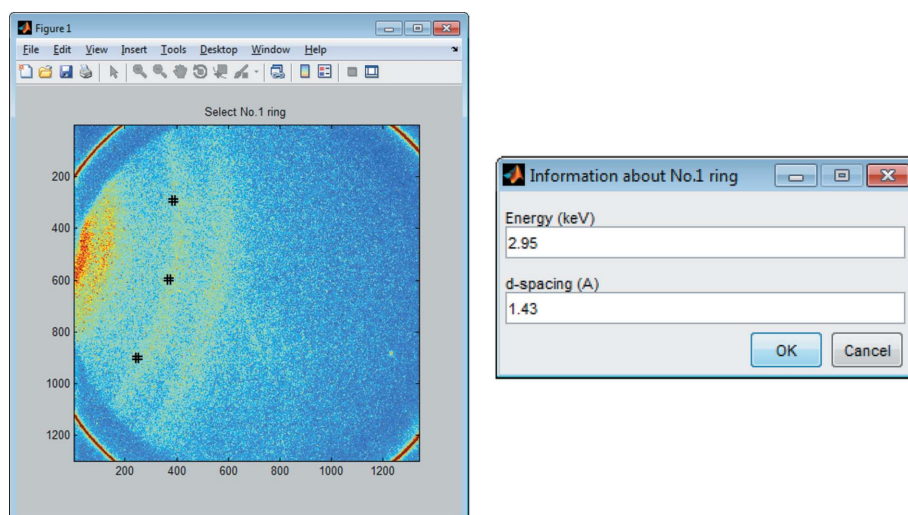 Figure 1
File Edit View Insert Tools Desktop Window Help
Select No.1 ring
200
400
600
800
1000
1200
200 400 600 800 1000 1200
Information about No.1 ring
Energy (keV)
2.95
d-spacing (A)
1.43
OK Cancel